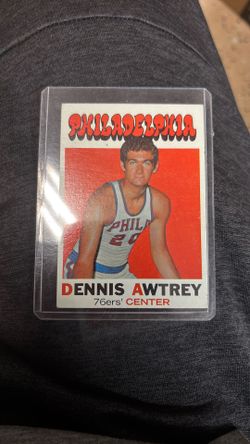 PHILADELPHIA
PHILA
20
DENNIS AWTREY
76ers' CENTER